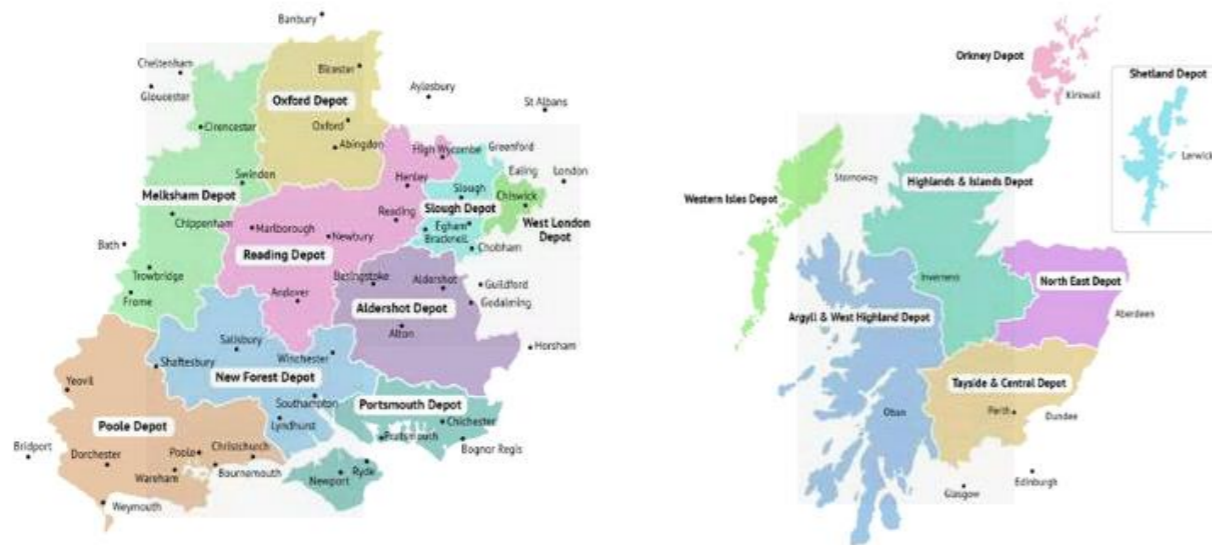 Banbury
Cheltenham
Bicester
Gloucester
Oxford Depot
Aylesbury
St Albans
Cirencester
Oxford
Abingdon
High Wycombe
Greenford
Swindon
Henley
Slough
Ealing
London
Melksham Depot
Chiswick
Chippenham
Reading
Slough Depot
West London
Depot
Marlborough
Newbury
Egham
Bracknell
Bath
Reading Depot
Chobham
Trowbridge
Basingstoke
Aldershot
Guildford
Frome
Andover
Godalming
Aldershot Depot
Alton
Salisbury
Winchester
Horsham
Shaftesbury
New Forest Depot
Yeovil
Southampton
Portsmouth Depot
Lyndhurst
Chichester
Poole Depot
Portsmouth
Bognor Regis
Bridport
Dorchester
Poole
Christchurch
Wareham
Bournemouth
Newport
Ryde
Weymouth
Orkney Depot
Kirkwall
Shetland Depot
Lerwick
Stornoway
Highlands & Islands Depot
Western Isles Depot
Inverness
North East Depot
Argyll & West Highland Depot
Aberdeen
Tayside & Central Depot
Oban
Perth
Dundee
Glasgow
Edinburgh